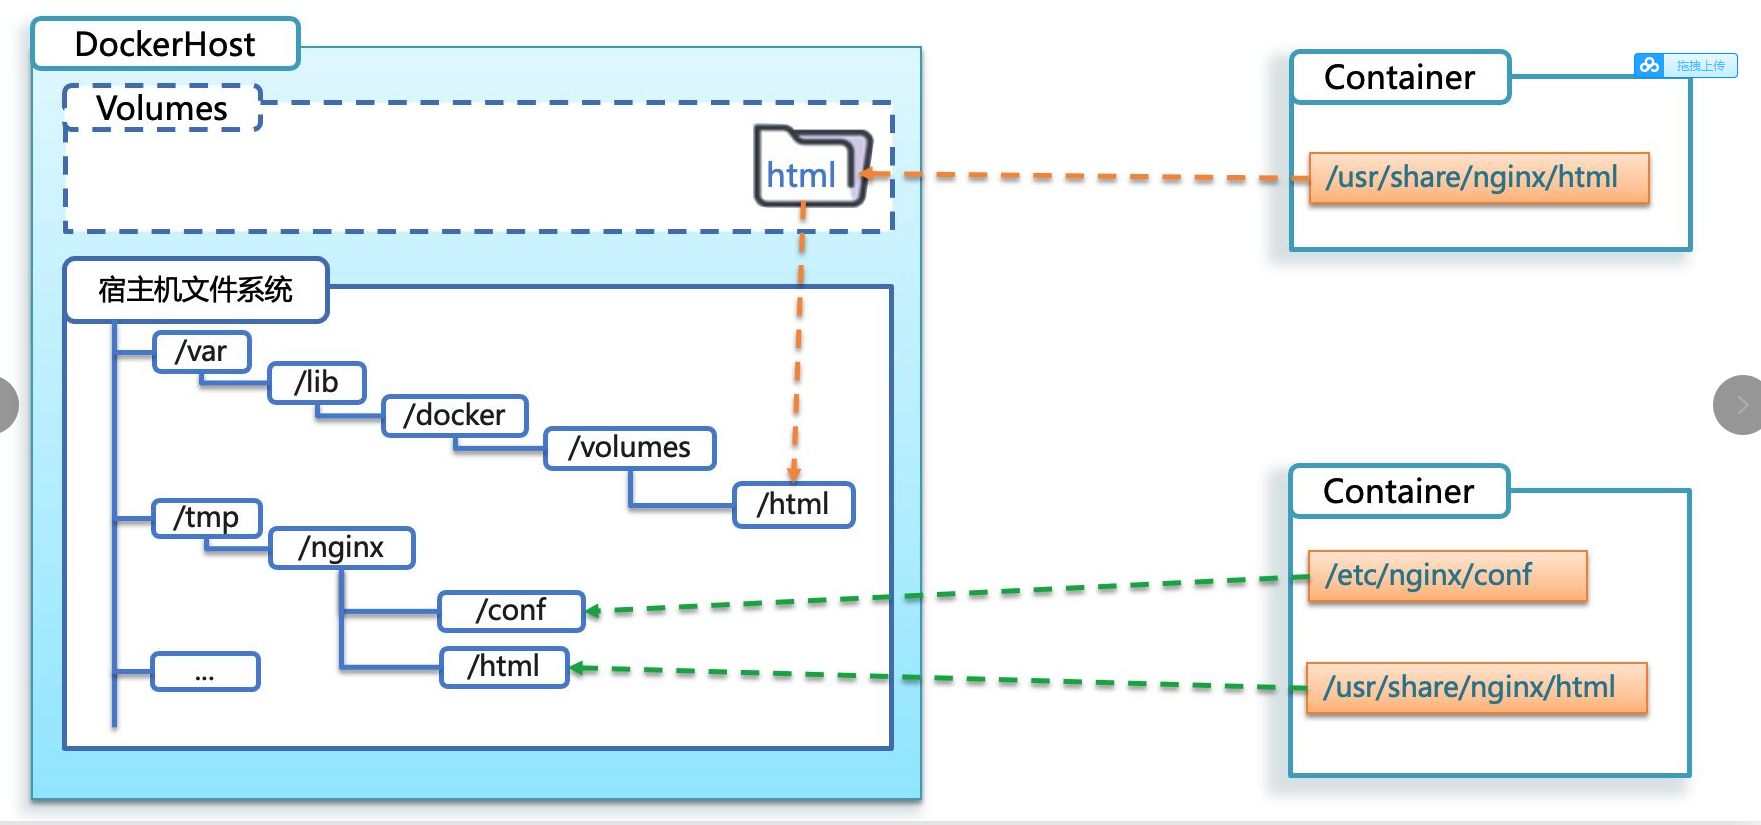 DockerHost
Volumes
html
宿主机文件系统
/var
/lib
/docker
/volumes
/html
/tmp
/nginx
/conf
/html
...
Container
拖拽上传
/usr/share/nginx/html
Container
/etc/nginx/conf
/usr/share/nginx/html